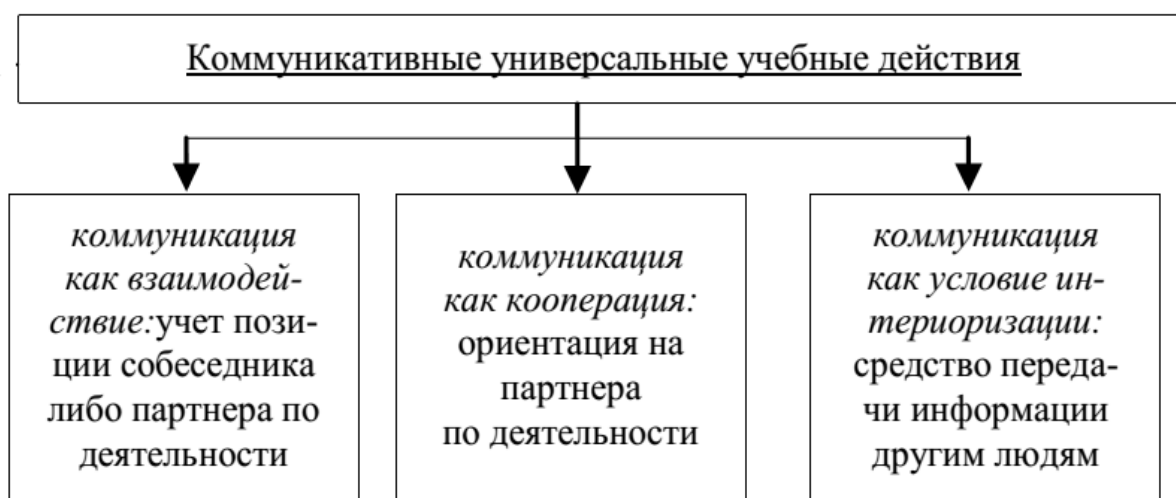 Коммуникативные универсальные учебные действия
коммуникация
как взаимодей-
ствие:учет пози-
ции собеседника
либо партнера по
деятельности
коммуникация
как кооперация:
ориентация на
партнера
по деятельности
коммуникация
как условие ин-
териоризации:
средство переда-
чи информации
другим людям